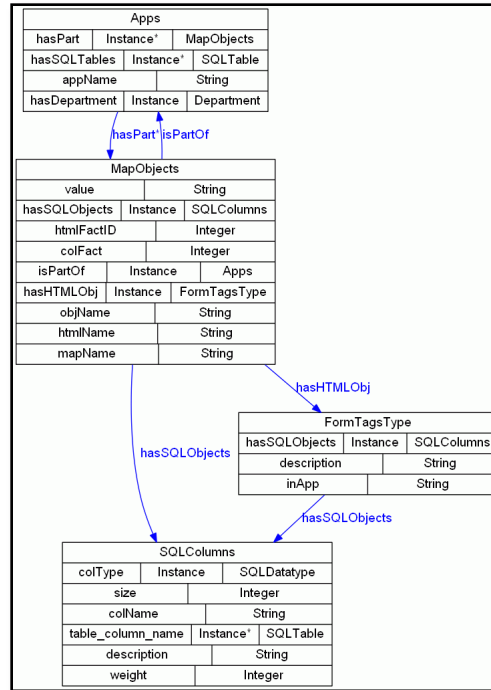 Apps
hasPart Instance* MapObjects
hasSQLTables Instance* SQLTable
appName String
hasDepartment Instance Department
hasPart* isPartOf
MapObjects
value String
hasSQLObjects Instance SQLColumns
htmlFactID Integer
colFact Integer
isPartOf Instance Apps
hasHTMLObj Instance FormTagsType
objName String
htmlName String
mapName String
hasHTMLObj
FormTagsType
hasSQLObjects Instance SQLColumns
description String
inApp String
hasSQLObjects
hasSQLObjects
SQLColumns
colType Instance SQLDatatype
size Integer
colName String
table_column_name Instance* SQLTable
description String
weight Integer